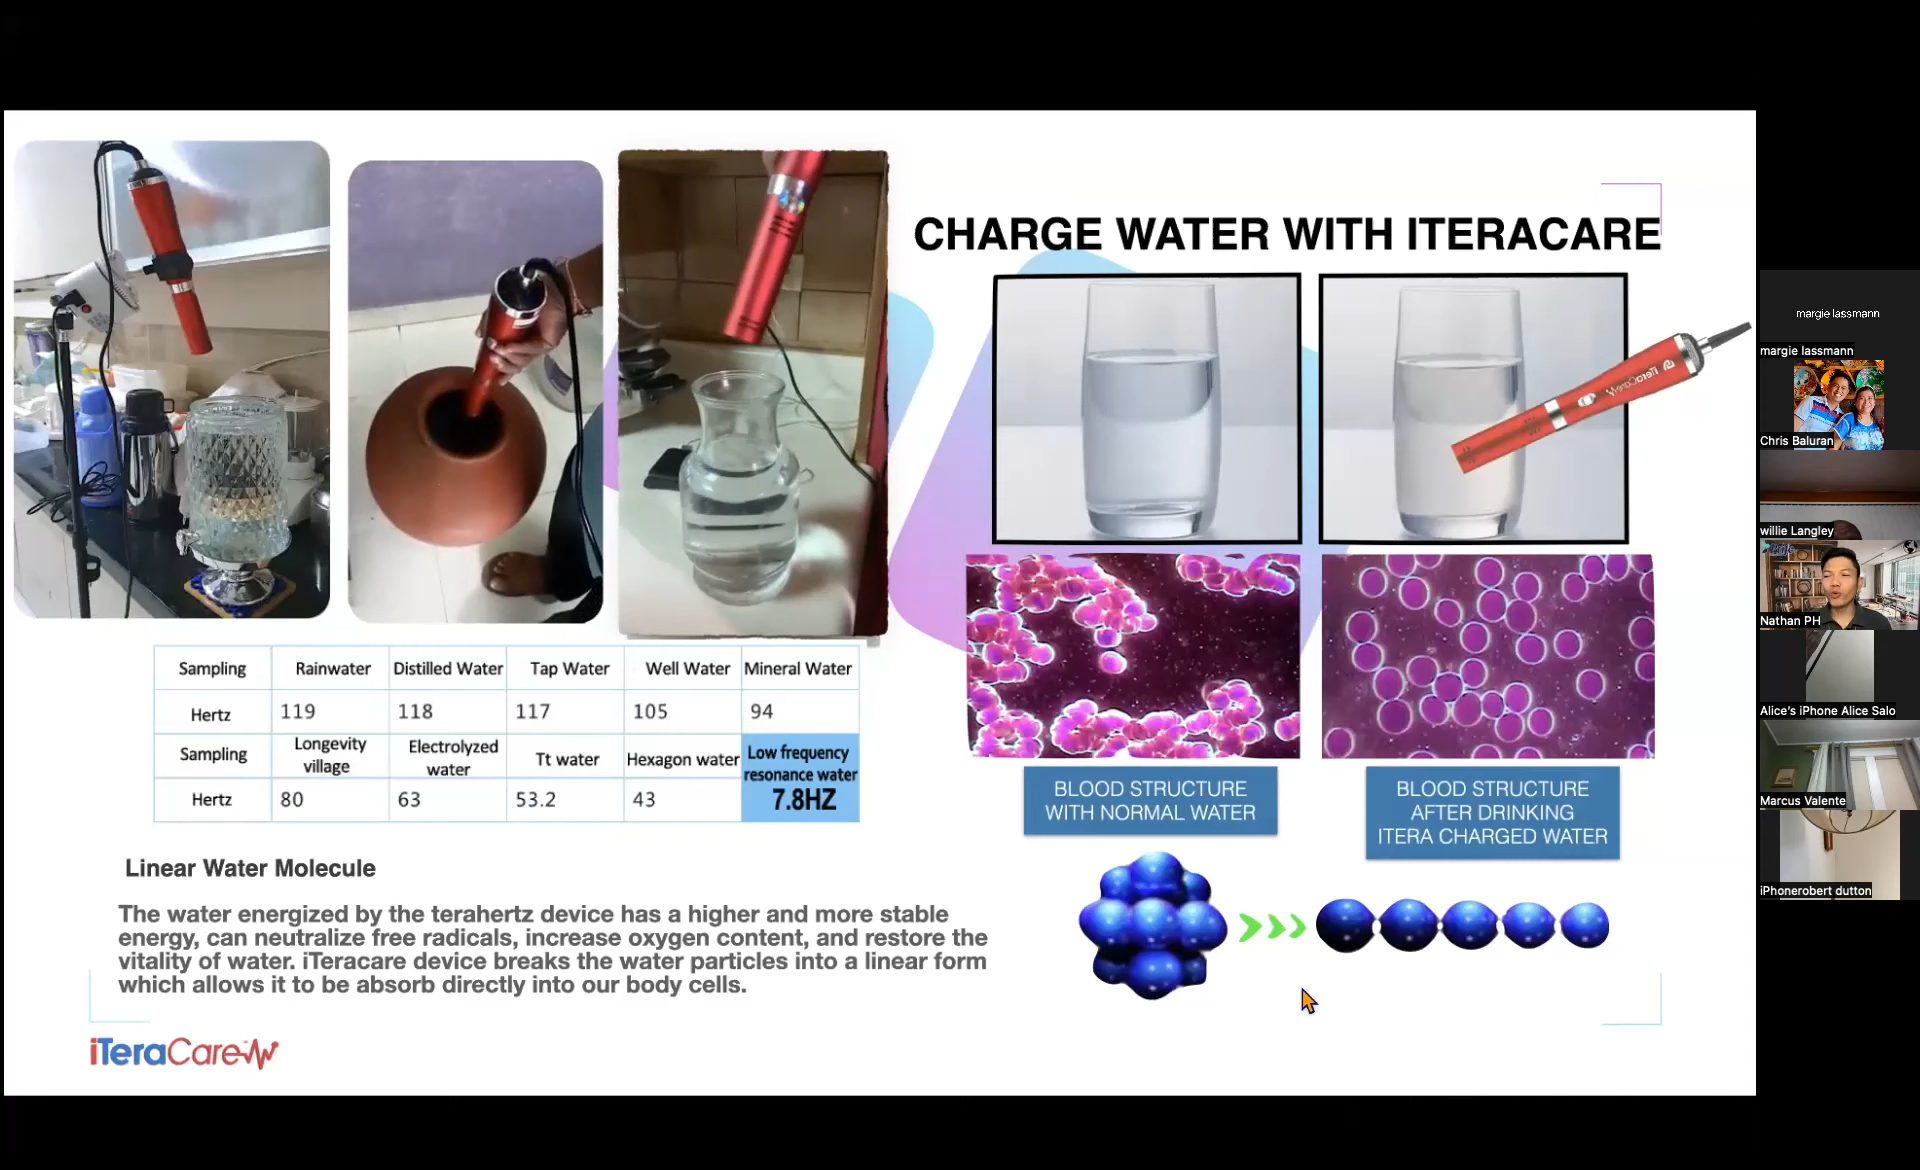 CHARGE WATER WITH ITERACARE
Sampling Rainwater Distilled Water Tap Water Well Water Mineral Water
Hertz 119 118 117 105 94
Sampling Longevity village Electrolyzed water Tt water Hexagon water Low frequency resonance water 7.8HZ
Hertz 80 63 53.2 43
BLOOD STRUCTURE
WITH NORMAL WATER
BLOOD STRUCTURE
AFTER DRINKING
ITERA CHARGED WATER
Linear Water Molecule
The water energized by the terahertz device has a higher and more stable
energy, can neutralize free radicals, increase oxygen content, and restore the
vitality of water. iTeracare device breaks the water particles into a linear form
which allows it to be absorb directly into our body cells.
iTeraCare
margie lassmann
margie lassmann
Chris Baluran
willie Langley
Nathan PH
Alice's iPhone Alice Salo
Marcus Valente
iPhonerobert dutton